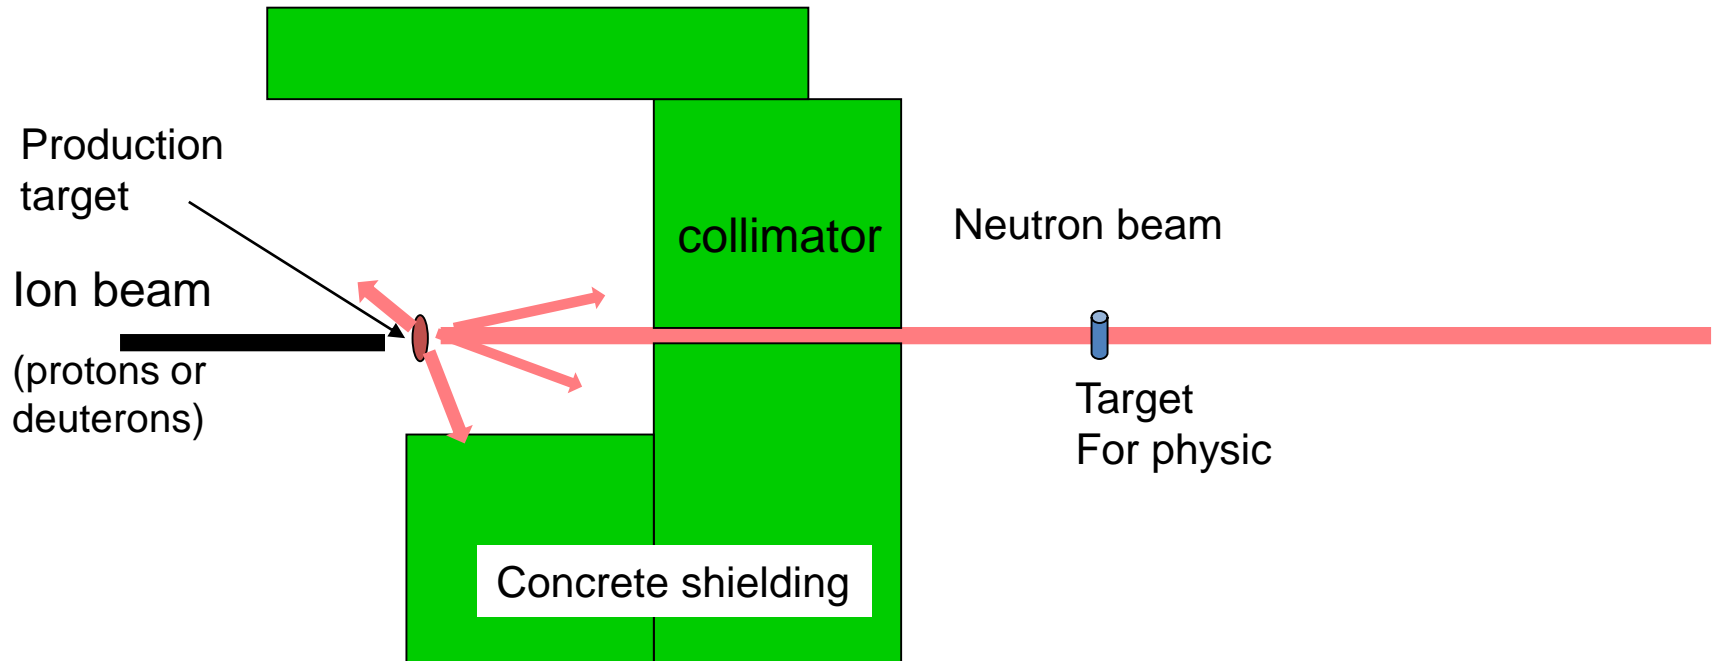 Production
target
collimator
Neutron beam
Ion beam
(protons or
deuterons)
Target
For physic
Concrete shielding